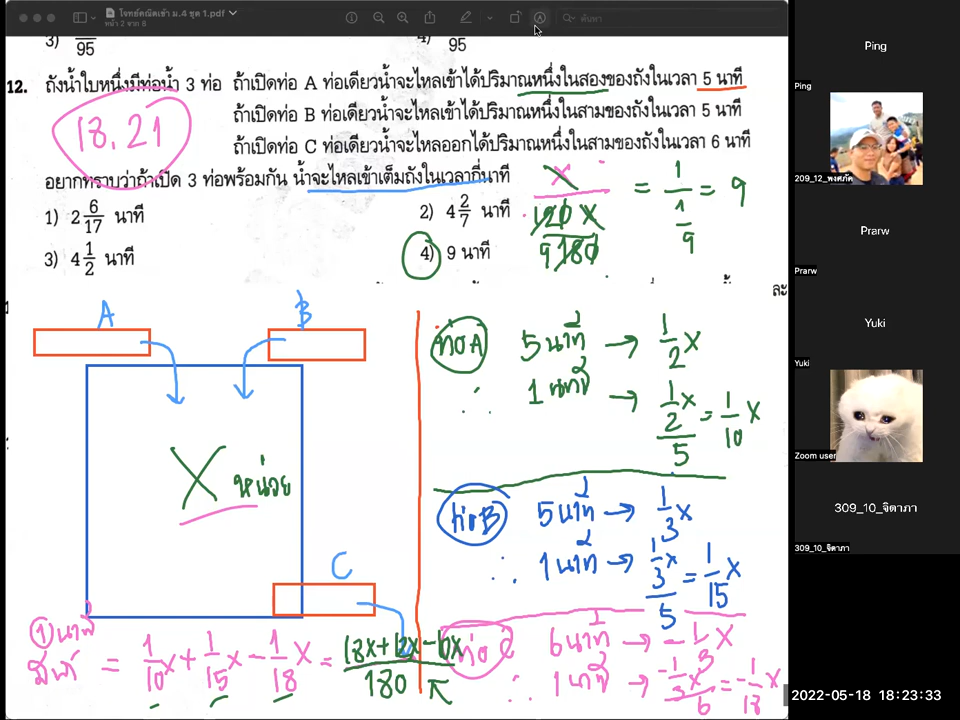 โจทย์คณิตเข้า ม.4 ชุด 1.pdf
หน้า 2 จาก 8
ค้นหา
3) 95
4) 95
12. ถังน้ำใบหนึ่งมีท่อน้ำ 3 ท่อ ถ้าเปิดท่อ A ท่อเดียวน้ำจะไหลเข้าได้ปริมาณหนึ่งในสองของถังในเวลา 5 นาที
ถ้าเปิดท่อ B ท่อเดียวน้ำจะไหลเข้าได้ปริมาณหนึ่งในสามของถังในเวลา 5 นาที
18.21
ถ้าเปิดท่อ C ท่อเดียวน้ำจะไหลออกได้ปริมาณหนึ่งในสามของถังในเวลา 6 นาที
อยากทราบว่าถ้าเปิด 3 ท่อพร้อมกัน น้ำจะไหลเข้าเต็มถังในเวลากี่นาที
1) 2 6/17 นาที
2) 4 2/7 นาที
3) 4 1/2 นาที
4) 9 นาที
x / (120x / 180) = 1 / (1/9) = 9
9
ละ
A
B
X หน่วย
C
ท่อ A 5 นาที → 1/2 x
∴ 1 นาที → (1/2 x) / 5 = 1/10 x
ท่อ B 5 นาที → 1/3 x
∴ 1 นาที → (1/3 x) / 5 = 1/15 x
ท่อ C 6 นาที → -1/3 x
∴ 1 นาที → (-1/3 x) / 6 = -1/18 x
① นาที
= 1/10 x + 1/15 x - 1/18 x = (18x + 12x - 10x) / 180
Ping
Ping
209_12_พงศภัค
Prarw
Prarw
Yuki
Yuki
Zoom user
309_10_จิดาภา
309_10_จิดาภา
2022-05-18 18:23:33